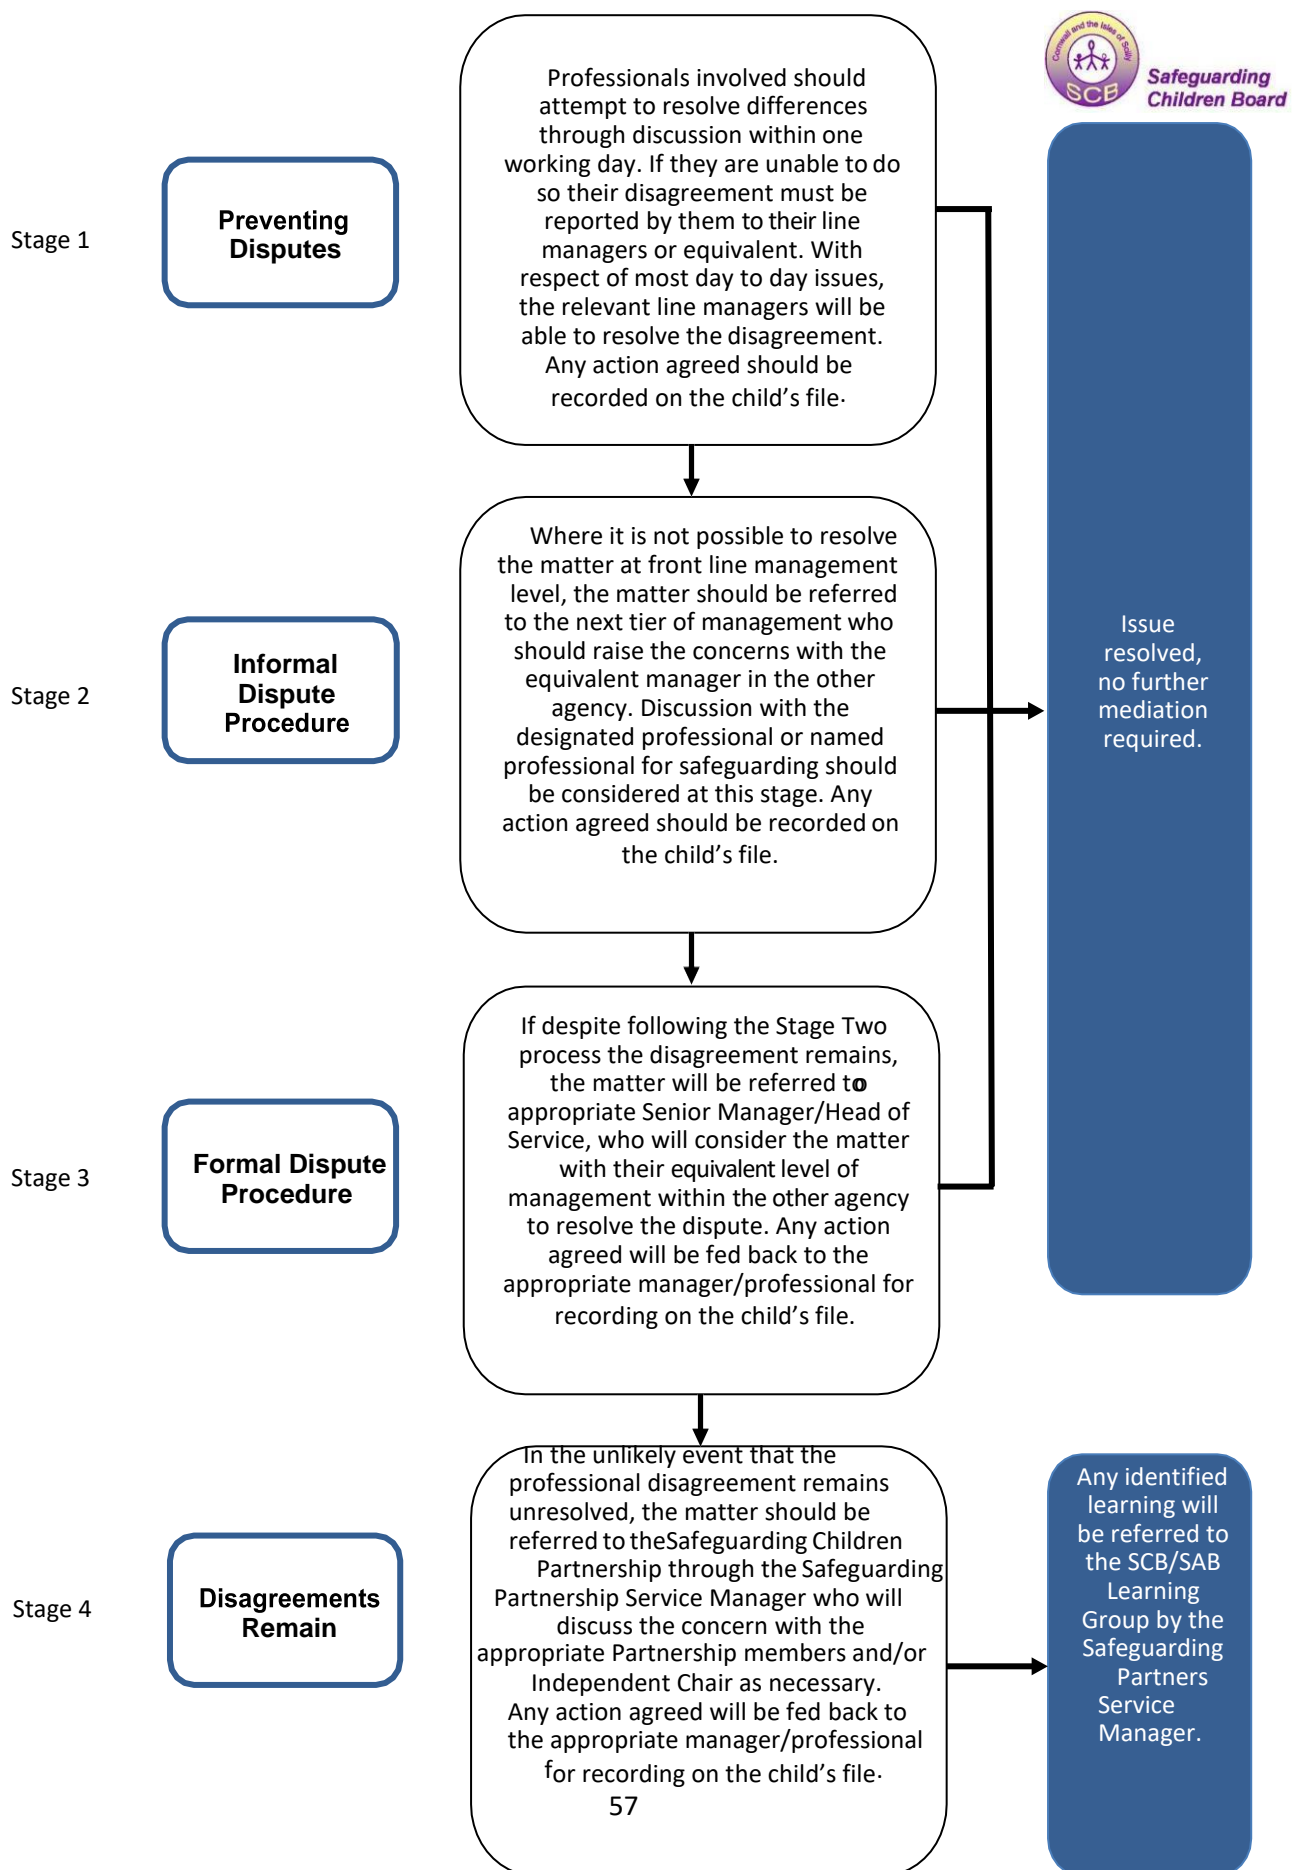 Cornwall and the Isles of Scilly
SCB
Safeguarding
Children Board
Stage 1
Preventing
Disputes
Professionals involved should
attempt to resolve differences
through discussion within one
working day. If they are unable to do
so their disagreement must be
reported by them to their line
managers or equivalent. With
respect of most day to day issues,
the relevant line managers will be
able to resolve the disagreement.
Any action agreed should be
recorded on the child’s file.
Stage 2
Informal
Dispute
Procedure
Where it is not possible to resolve
the matter at front line management
level, the matter should be referred
to the next tier of management who
should raise the concerns with the
equivalent manager in the other
agency. Discussion with the
designated professional or named
professional for safeguarding should
be considered at this stage. Any
action agreed should be recorded on
the child’s file.
Issue
resolved,
no further
mediation
required.
Stage 3
Formal Dispute
Procedure
If despite following the Stage Two
process the disagreement remains,
the matter will be referred to
appropriate Senior Manager/Head of
Service, who will consider the matter
with their equivalent level of
management within the other agency
to resolve the dispute. Any action
agreed will be fed back to the
appropriate manager/professional for
recording on the child’s file.
Stage 4
Disagreements
Remain
In the unlikely event that the
professional disagreement remains
unresolved, the matter should be
referred to theSafeguarding Children
Partnership through the Safeguarding
Partnership Service Manager who will
discuss the concern with the
appropriate Partnership members and/or
Independent Chair as necessary.
Any action agreed will be fed back to
the appropriate manager/professional
for recording on the child’s file.
Any identified
learning will
be referred to
the SCB/SAB
Learning
Group by the
Safeguarding
Partners
Service
Manager.
57